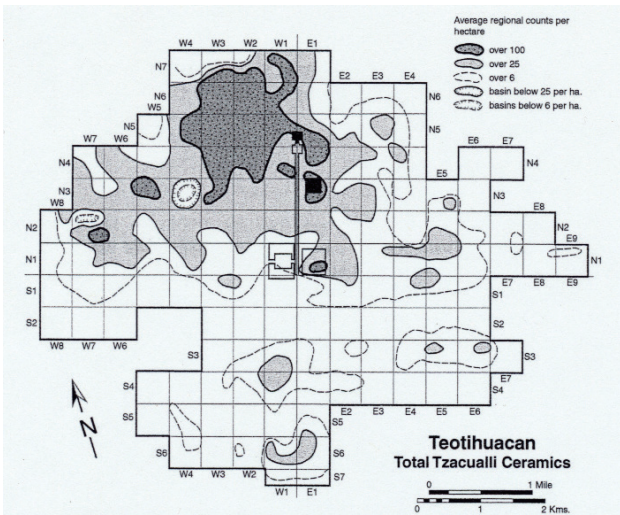 Average regional counts per
hectare
over 100
over 25
over 6
basin below 25 per ha.
basins below 6 per ha.
W4 W3 W2 W1 E1
N7
E2 E3 E4
N6 N6
W5
N5 N5
W7 W6 E6 E7
N4 N4
E5
N3 N3
W8 E8
N2 N2
E9
N1 N1
S1 E7 E8 E9
S1
S2 S2
W8 W7 W6
S3 S3
E7
S4 S4
E2 E3 E4 E5 E6
S5 S5
S6 S6
W4 W3 W2 S7
W1 E1
N
Teotihuacan
Total Tzacualli Ceramics
0 1 Mile
0 1 2 Kms.